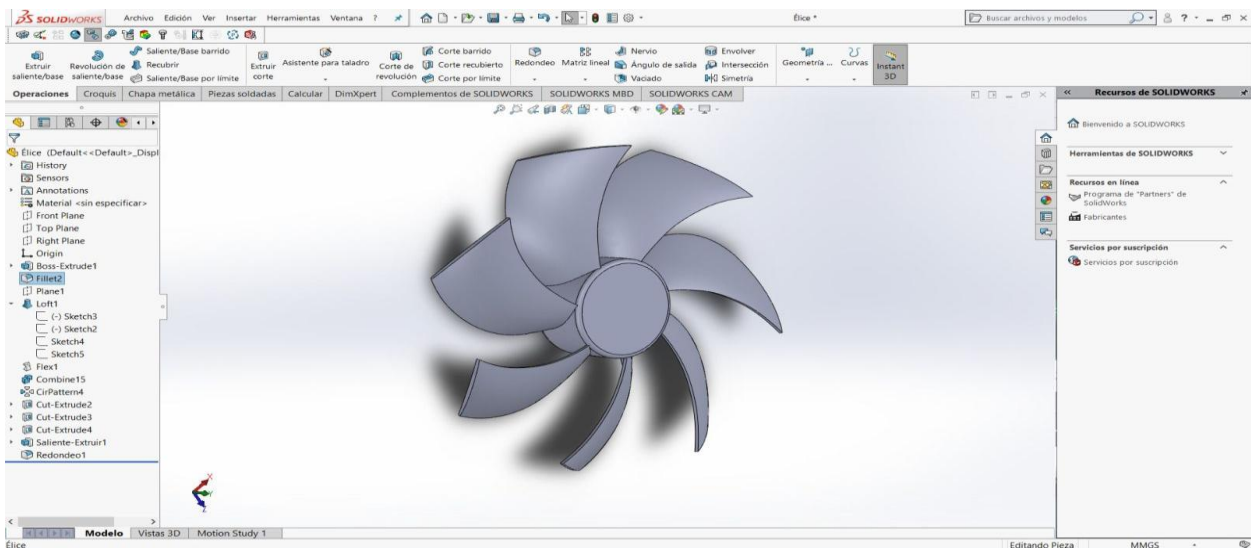 SOLIDWORKS Archivo Edición Ver Insertar Herramientas Ventana ? Élice * Buscar archivos y modelos ?
Extruir saliente/base
Revolución de saliente/base
Saliente/Base barrido
Recubrir
Saliente/Base por límite
Extruir corte
Asistente para taladro
Corte de revolución
Corte barrido
Corte recubierto
Corte por límite
Redondeo
Matriz lineal
Nervio
Ángulo de salida
Vaciado
Envolver
Intersección
Simetría
Geometría ...
Curvas
Instant 3D
Operaciones Croquis Chapa metálica Piezas soldadas Calcular DimXpert Complementos de SOLIDWORKS SOLIDWORKS MBD SOLIDWORKS CAM
Élice (Default<<Default>_Displ
History
Sensors
Annotations
Material <sin especificar>
Front Plane
Top Plane
Right Plane
Origin
Boss-Extrude1
Fillet2
Plane1
Loft1
(-) Sketch3
(-) Sketch2
Sketch4
Sketch5
Flex1
Combine15
CirPattern4
Cut-Extrude2
Cut-Extrude3
Cut-Extrude4
Saliente-Extruir1
Redondeo1
X
Y
Z
Recursos de SOLIDWORKS
Bienvenido a SOLIDWORKS
Herramientas de SOLIDWORKS
Recursos en línea
Programa de "Partners" de
SolidWorks
Fabricantes
Servicios por suscripción
Servicios por suscripción
Modelo Vistas 3D Motion Study 1
Élice Editando Pieza MMGS